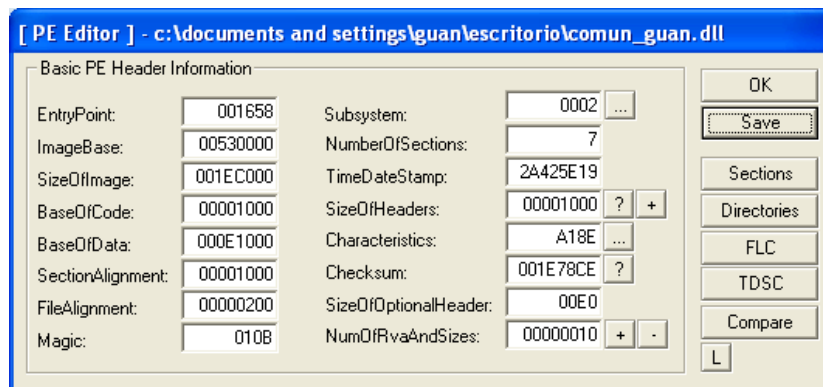 [ PE Editor ] - c:\documents and settings\guan\escritorio\comun_guan.dll
Basic PE Header Information
EntryPoint: 001658 Subsystem: 0002 ... OK
ImageBase: 00530000 NumberOfSections: 7 Save
SizeOfImage: 001EC000 TimeDateStamp: 2A425E19 Sections
BaseOfCode: 00001000 SizeOfHeaders: 00001000 ? + Directories
BaseOfData: 000E1000 Characteristics: A18E ... FLC
SectionAlignment: 00001000 Checksum: 001E78CE ? TDSC
FileAlignment: 00000200 SizeOfOptionalHeader: 00E0 Compare
Magic: 010B NumOfRvaAndSizes: 00000010 + - L